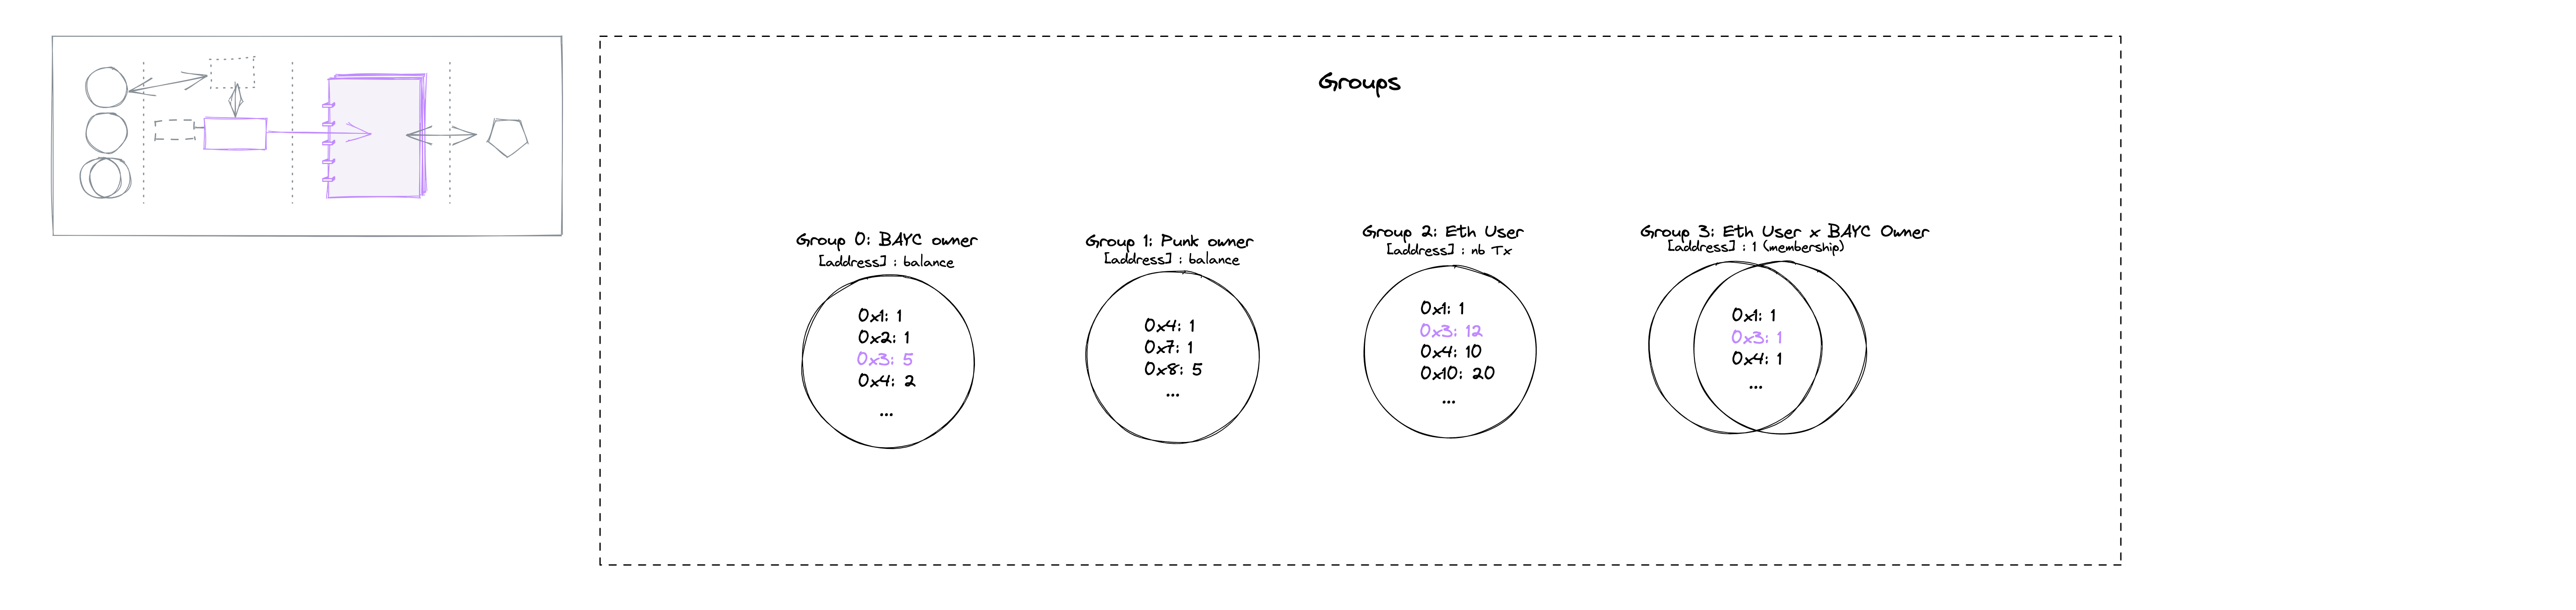 Groups
Group 0: BAYC owner
[address] : balance
0x1: 1
0x2: 1
0x3: 5
0x4: 2
...
Group 1: Punk owner
[address] : balance
0x4: 1
0x7: 1
0x8: 5
...
Group 2: Eth User
[address] : nb Tx
0x1: 1
0x3: 12
0x4: 10
0x10: 20
...
Group 3: Eth User x BAYC Owner
[address] : 1 (membership)
0x1: 1
0x3: 1
0x4: 1
...